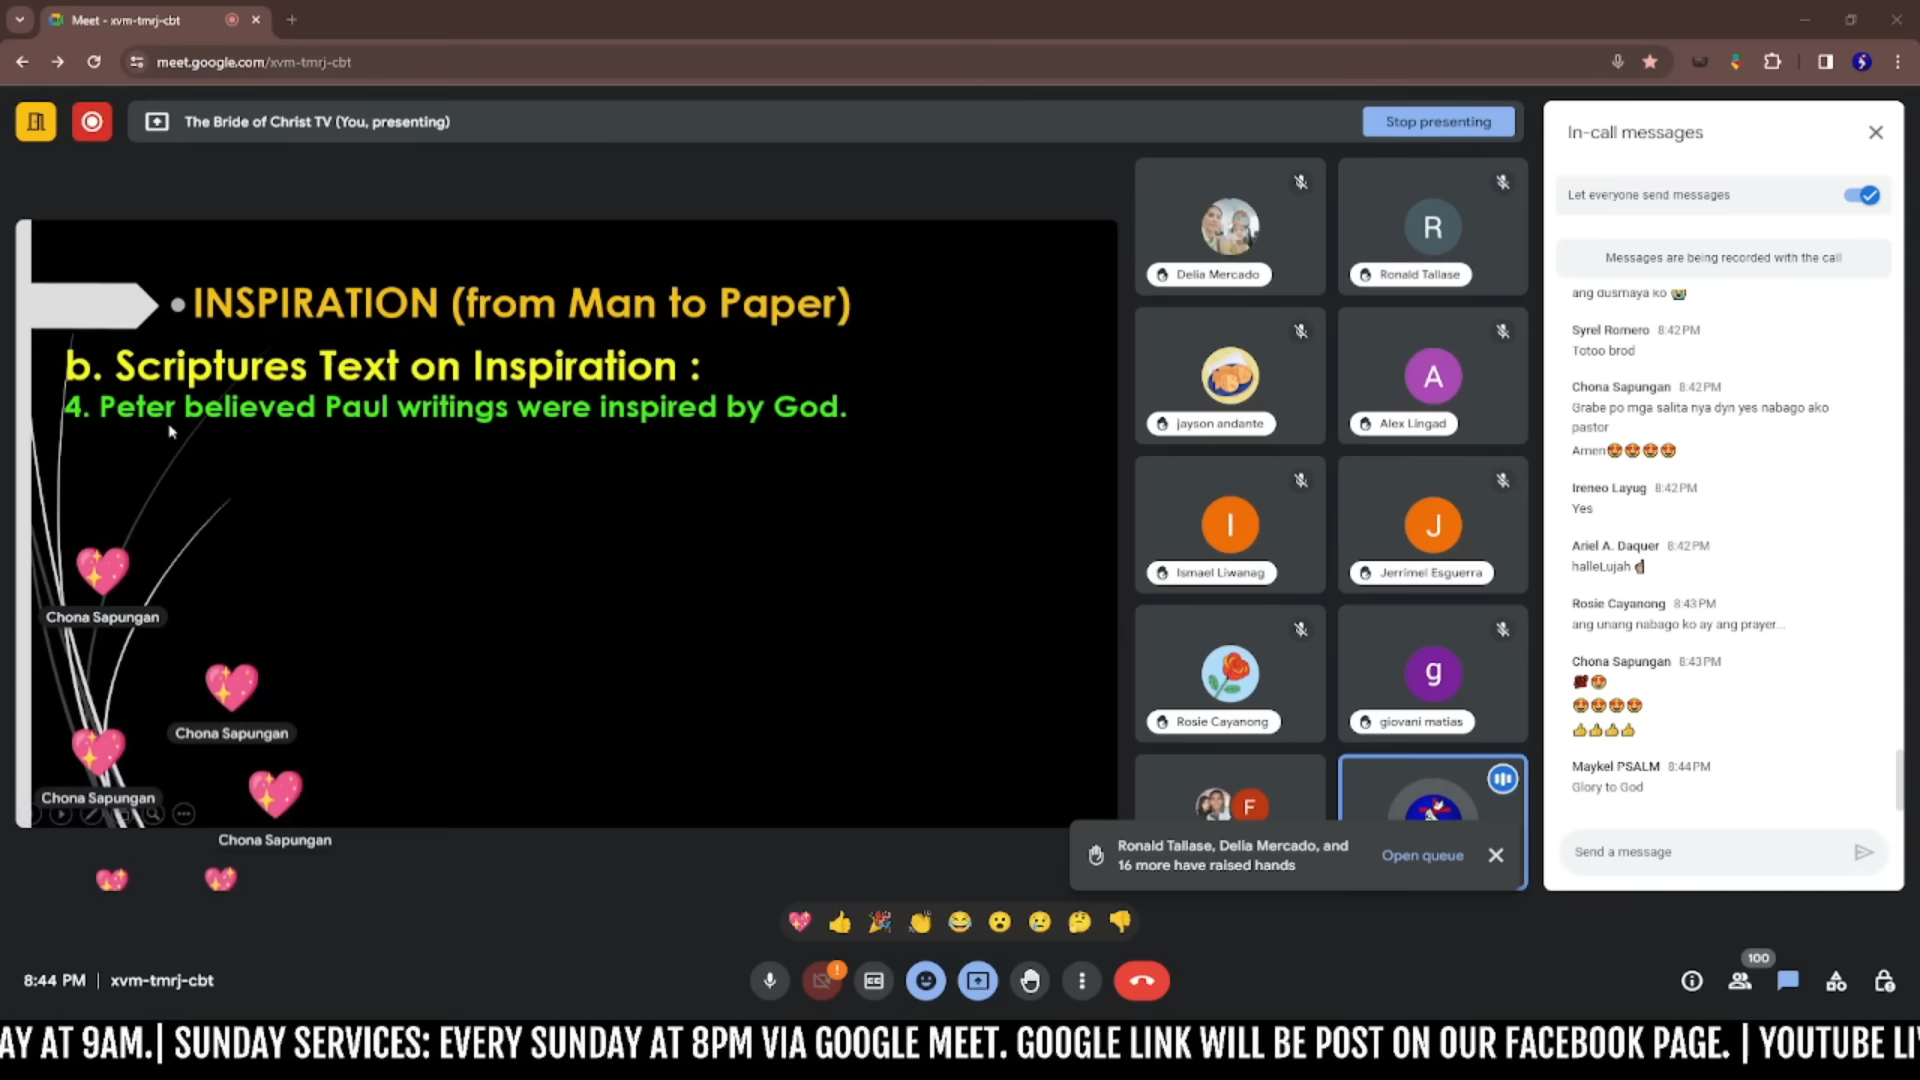 Meet - xvm-tmrj-cbt
meet.google.com/xvm-tmrj-cbt
The Bride of Christ TV (You, presenting)
Stop presenting
• INSPIRATION (from Man to Paper)
b. Scriptures Text on Inspiration :
4. Peter believed Paul writings were inspired by God.
Chona Sapungan
Chona Sapungan
Chona Sapungan
Chona Sapungan
Delia Mercado
R
Ronald Tallase
jayson andante
A
Alex Lingad
I
Ismael Liwanag
J
Jerrimel Esguerra
Rosie Cayanong
g
giovani matias
F
Ronald Tallase, Delia Mercado, and
16 more have raised hands
Open queue
In-call messages
Let everyone send messages
Messages are being recorded with the call
ang dusmaya ko 😭
Syrel Romero 8:42 PM
Totoo brod
Chona Sapungan 8:42 PM
Grabe po mga salita nya dyn yes nabago ako
pastor
Amen😍😍😍😍
Ireneo Layug 8:42 PM
Yes
Ariel A. Daquer 8:42 PM
halleLujah
Rosie Cayanong 8:43 PM
ang unang nabago ko ay ang prayer...
Chona Sapungan 8:43 PM
😍
😍😍😍😍
👍👍👍👍
Maykel PSALM 8:44 PM
Glory to God
Send a message
8:44 PM | xvm-tmrj-cbt
100
AY AT 9AM.| SUNDAY SERVICES: EVERY SUNDAY AT 8PM VIA GOOGLE MEET. GOOGLE LINK WILL BE POST ON OUR FACEBOOK PAGE. | YOUTUBE LI